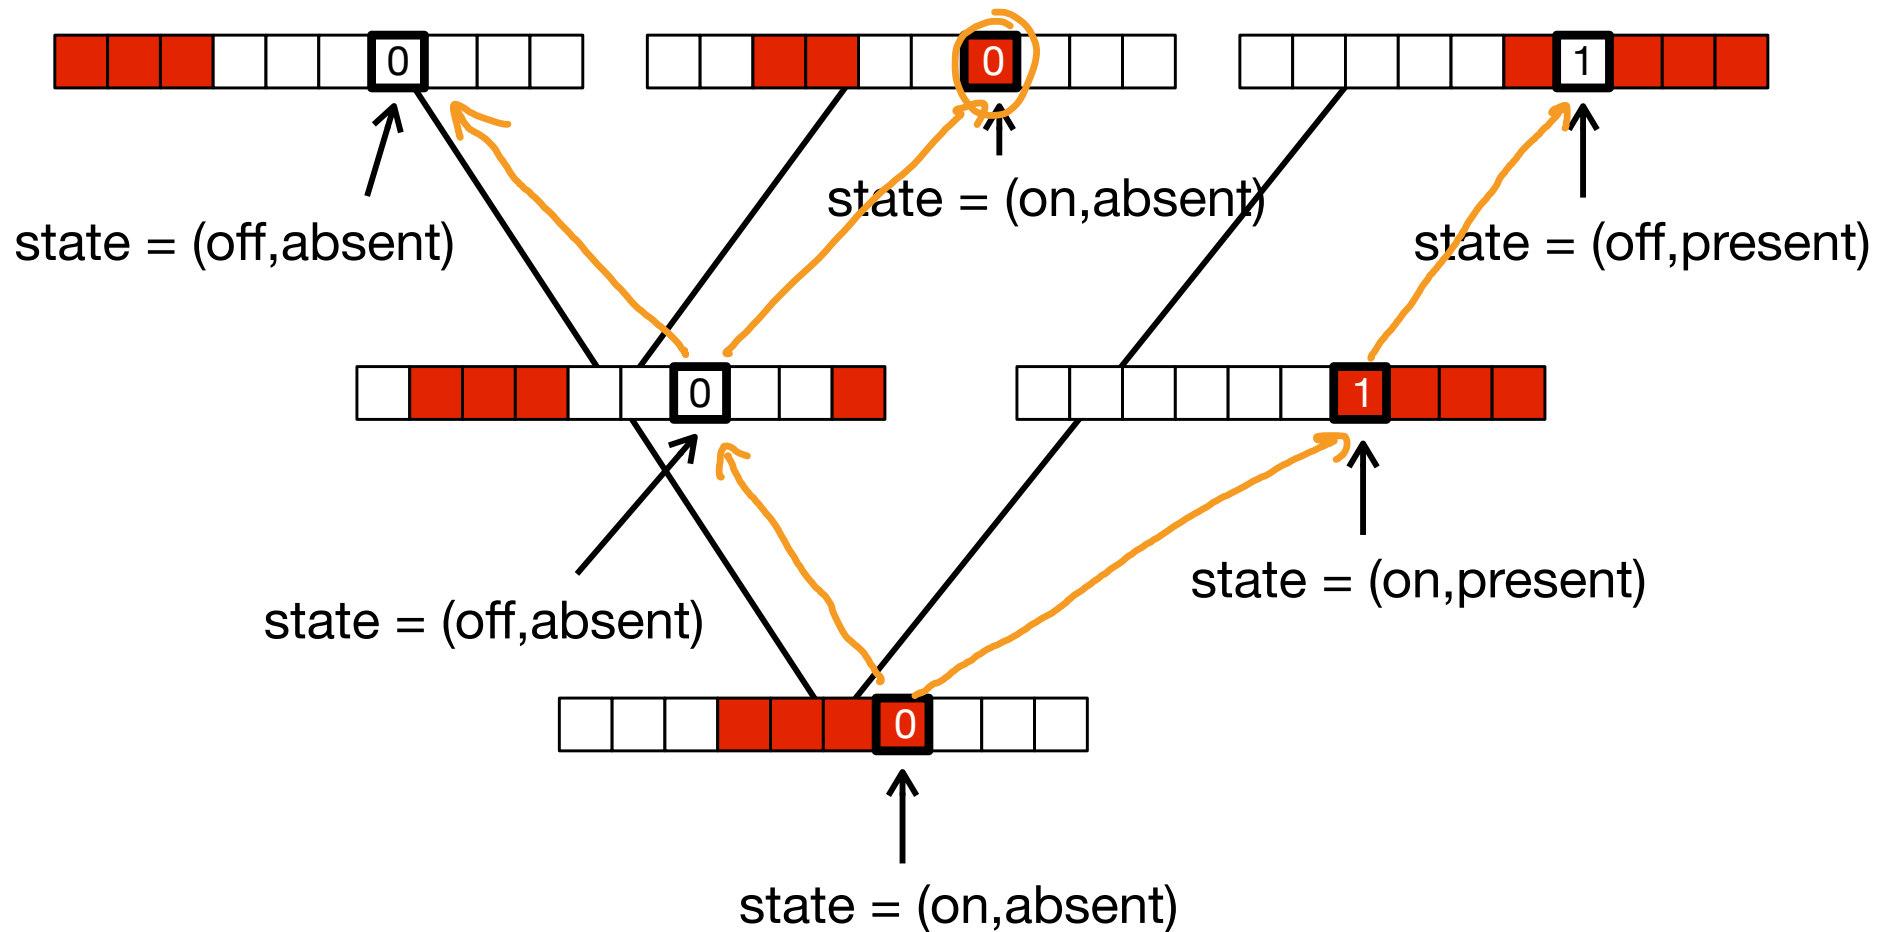 0
0
1
state = (on,absent)
state = (off,absent)
state = (off,present)
0
1
state = (on,present)
state = (off,absent)
0
state = (on,absent)